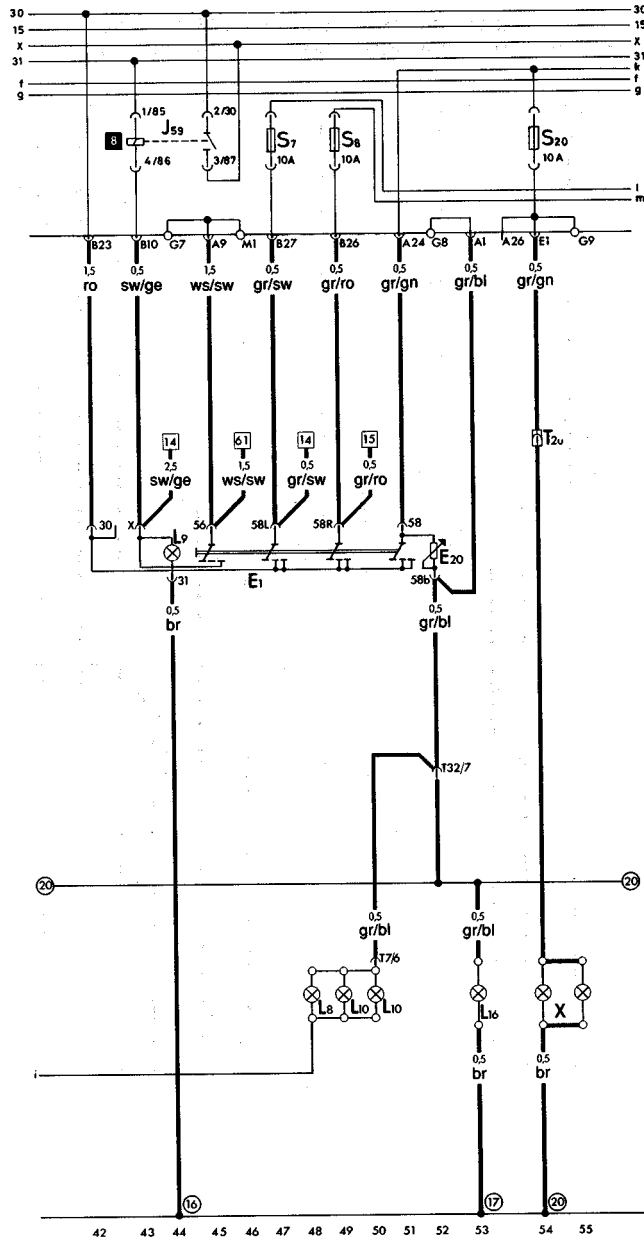 30 30
15 15
X X
31 31
k
f f
g g
1/85 J59 2/30
8 S7 S8 S20
4/86 3/87 10A 10A 10A
l
m
B23 B10 G7 A9 M1 B27 B26 A24 G8 A1 A26 E1 G9
1,5 0,5 1,5 0,5 0,5 0,5 0,5 0,5
ro sw/ge ws/sw gr/sw gr/ro gr/gn gr/bl gr/gn
T2u
14 61 14 15
2,5 1,5 0,5 0,5
sw/ge ws/sw gr/sw gr/ro
30 X 56 58L 58R 58
L9 E20
31 E1 58b
0,5 0,5
br gr/bl
T32/7
20 20
0,5 0,5
gr/bl gr/bl
T7/6
L8 L10 L10 L16 X
0,5 0,5
br br
i
16 17 20
42 43 44 45 46 47 48 49 50 51 52 53 54 55